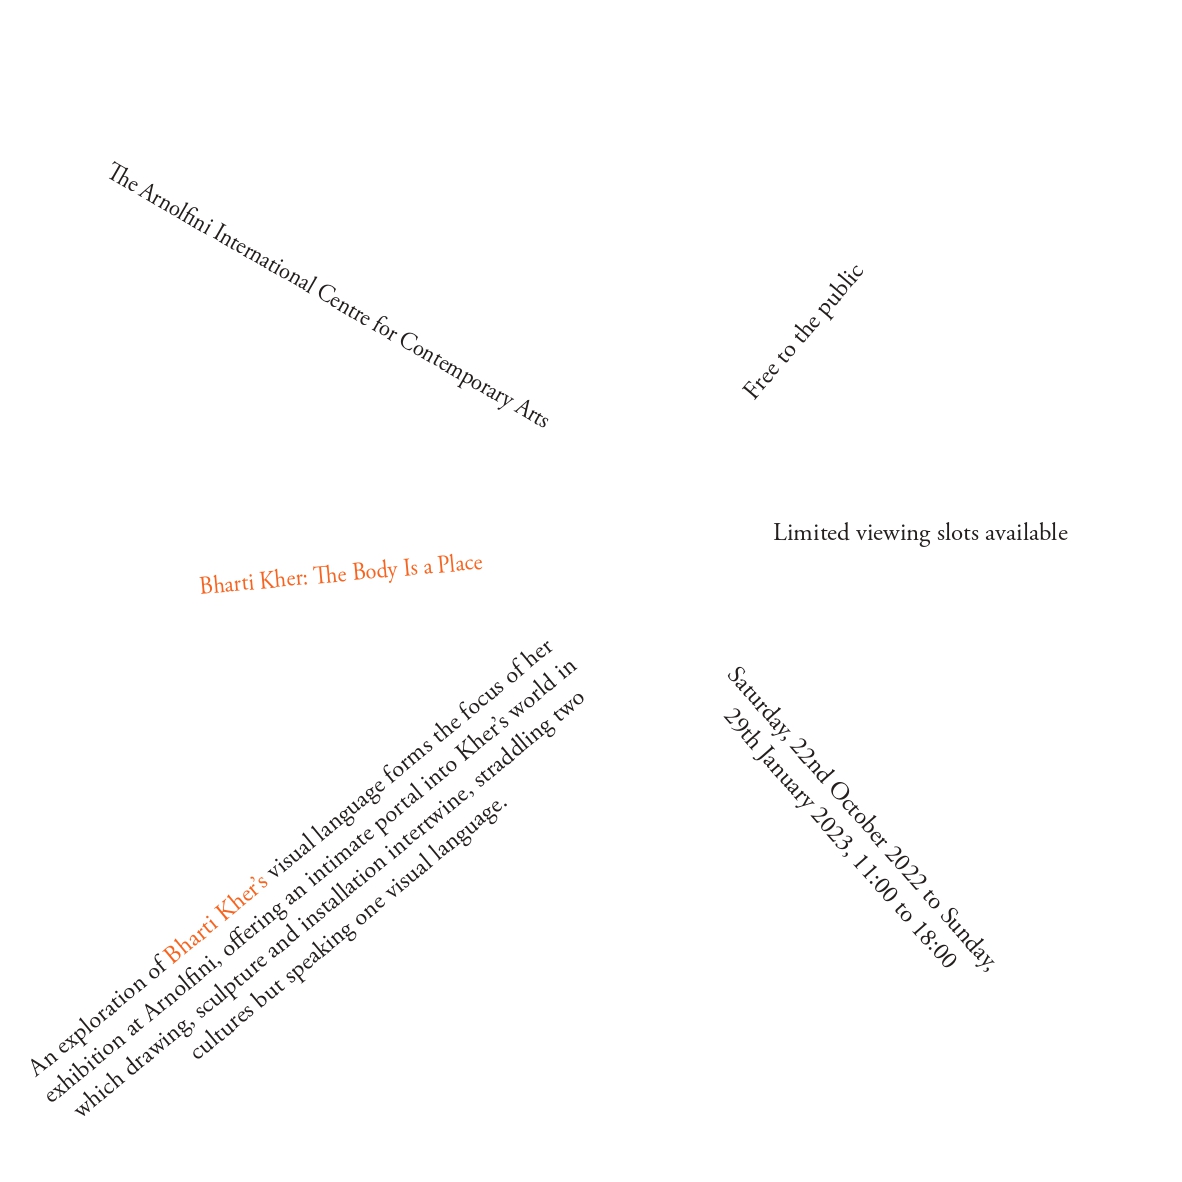 The Arnolfini International Centre for Contemporary Arts
Free to the public
Limited viewing slots available
Bharti Kher: The Body Is a Place
An exploration of Bharti Kher’s visual language forms the focus of her
exhibition at Arnolfini, offering an intimate portal into Kher’s world in
which drawing, sculpture and installation intertwine, straddling two
cultures but speaking one visual language.
Saturday, 22nd October 2022 to Sunday,
29th January 2023, 11:00 to 18:00